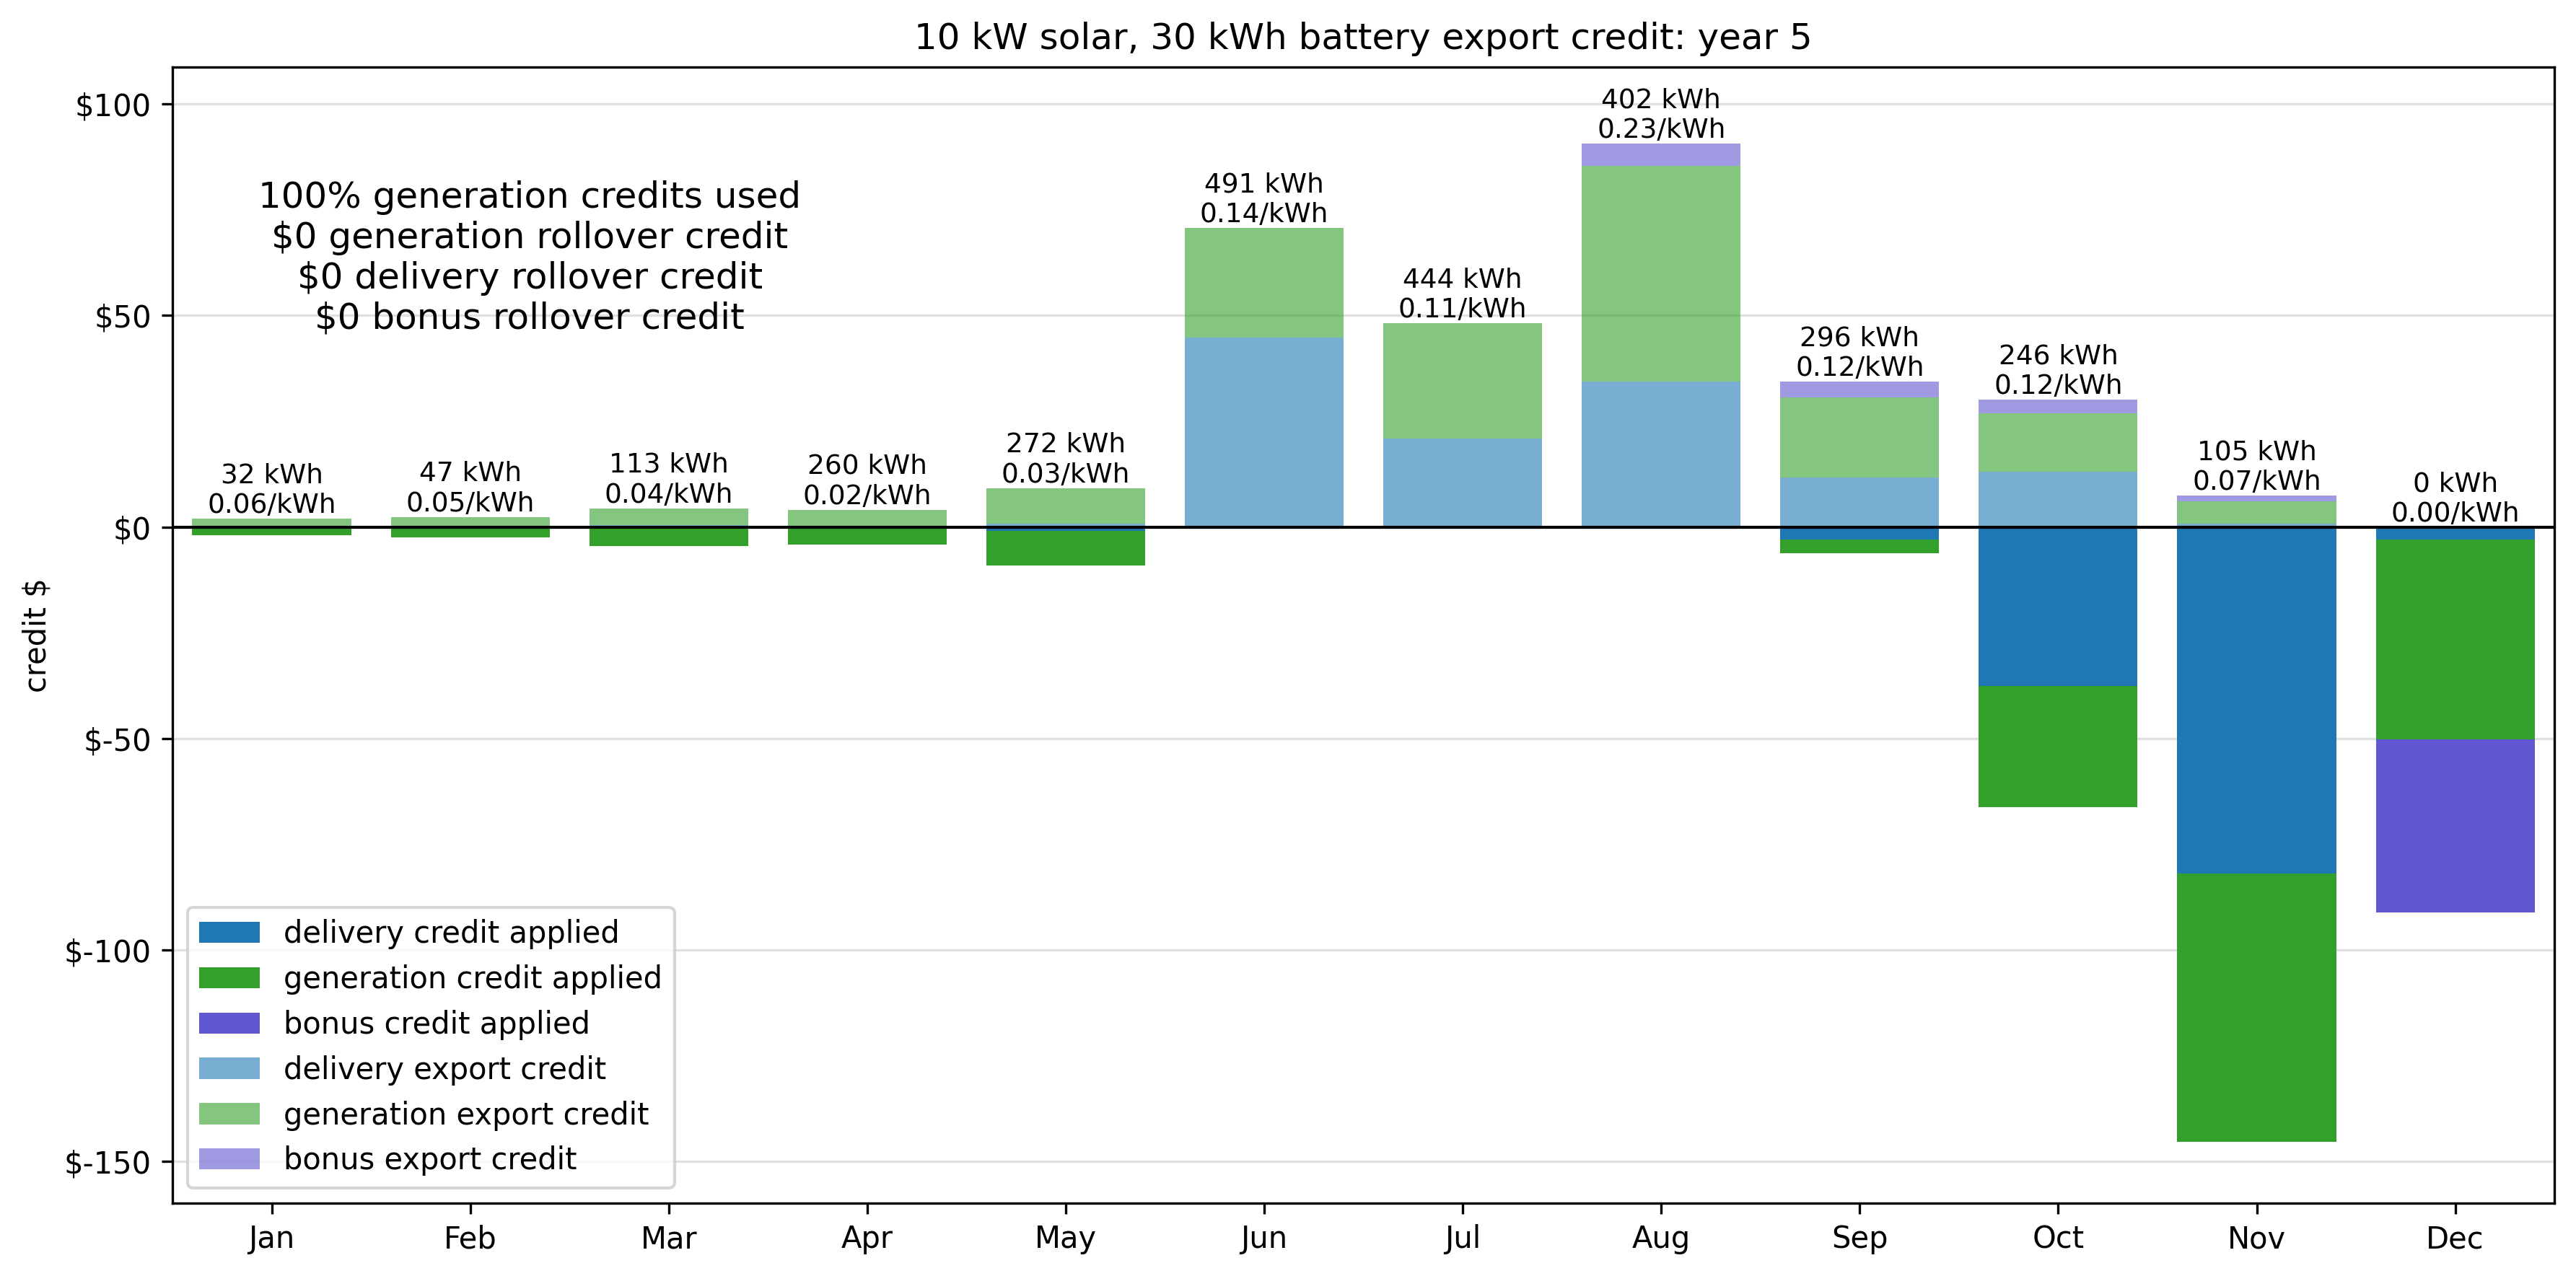 10 kW solar, 30 kWh battery export credit: year 5
credit $
$100
$50
$0
$-50
$-100
$-150
100% generation credits used
$0 generation rollover credit
$0 delivery rollover credit
$0 bonus rollover credit
32 kWh
0.06/kWh
47 kWh
0.05/kWh
113 kWh
0.04/kWh
260 kWh
0.02/kWh
272 kWh
0.03/kWh
491 kWh
0.14/kWh
444 kWh
0.11/kWh
402 kWh
0.23/kWh
296 kWh
0.12/kWh
246 kWh
0.12/kWh
105 kWh
0.07/kWh
0 kWh
0.00/kWh
delivery credit applied
generation credit applied
bonus credit applied
delivery export credit
generation export credit
bonus export credit
Jan Feb Mar Apr May Jun Jul Aug Sep Oct Nov Dec